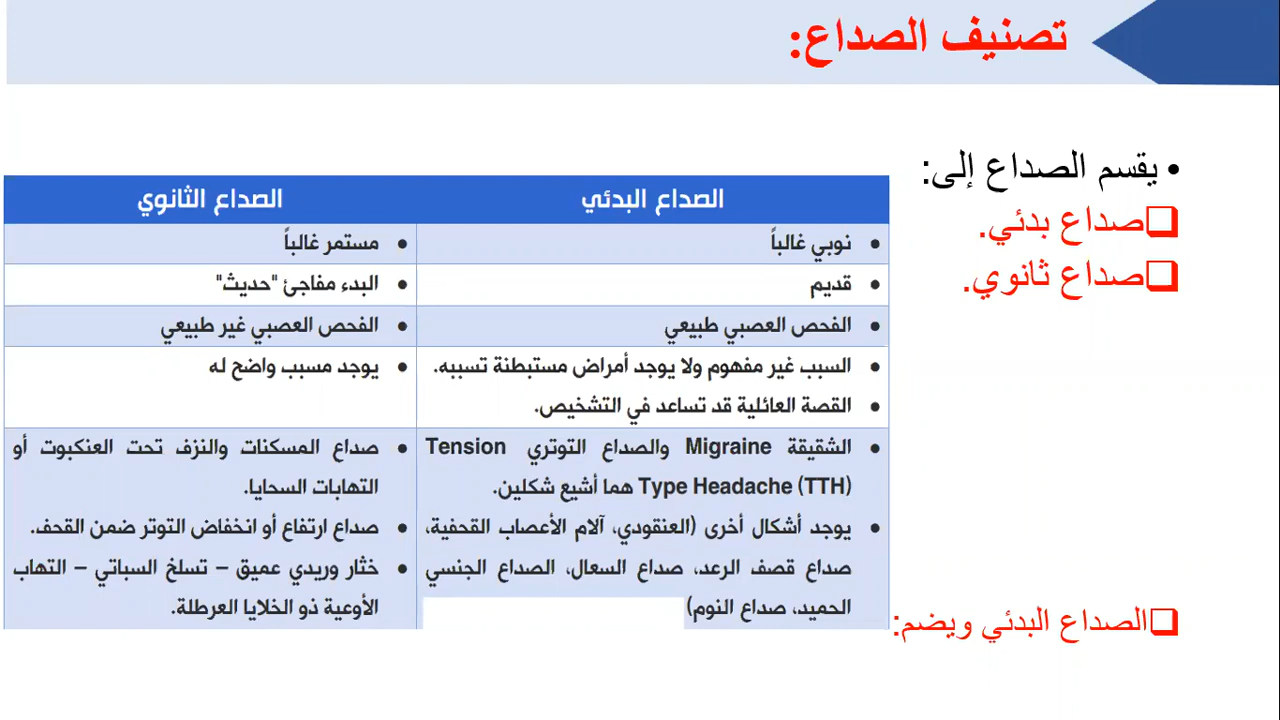 تصنيف الصداع:
• يقسم الصداع إلى:
❑صداع بدئي.
❑صداع ثانوي.
الصداع البدئي
الصداع الثانوي
• نوبي غالباً
• مستمر غالباً
• قديم
• البدء مفاجئ "حديث"
• الفحص العصبي طبيعي
• الفحص العصبي غير طبيعي
• السبب غير مفهوم ولا يوجد أمراض مستبطنة تسببه.
• القصة العائلية قد تساعد في التشخيص.
• يوجد مسبب واضح له
• الشقيقة Migraine والصداع التوتري Tension
Type Headache (TTH) هما أشيع شكلين.
• يوجد أشكال أخرى (العنقودي، آلام الأعصاب القحفية،
صداع قصف الرعد، صداع السعال، الصداع الجنسي
الحميد، صداع النوم)
• صداع المسكنات والنزف تحت العنكبوت أو
التهابات السحايا.
• صداع ارتفاع أو انخفاض التوتر ضمن القحف.
• خثار وريدي عميق – تسلخ السباتي – التهاب
الأوعية ذو الخلايا العرطلة.
❑الصداع البدئي ويضم: